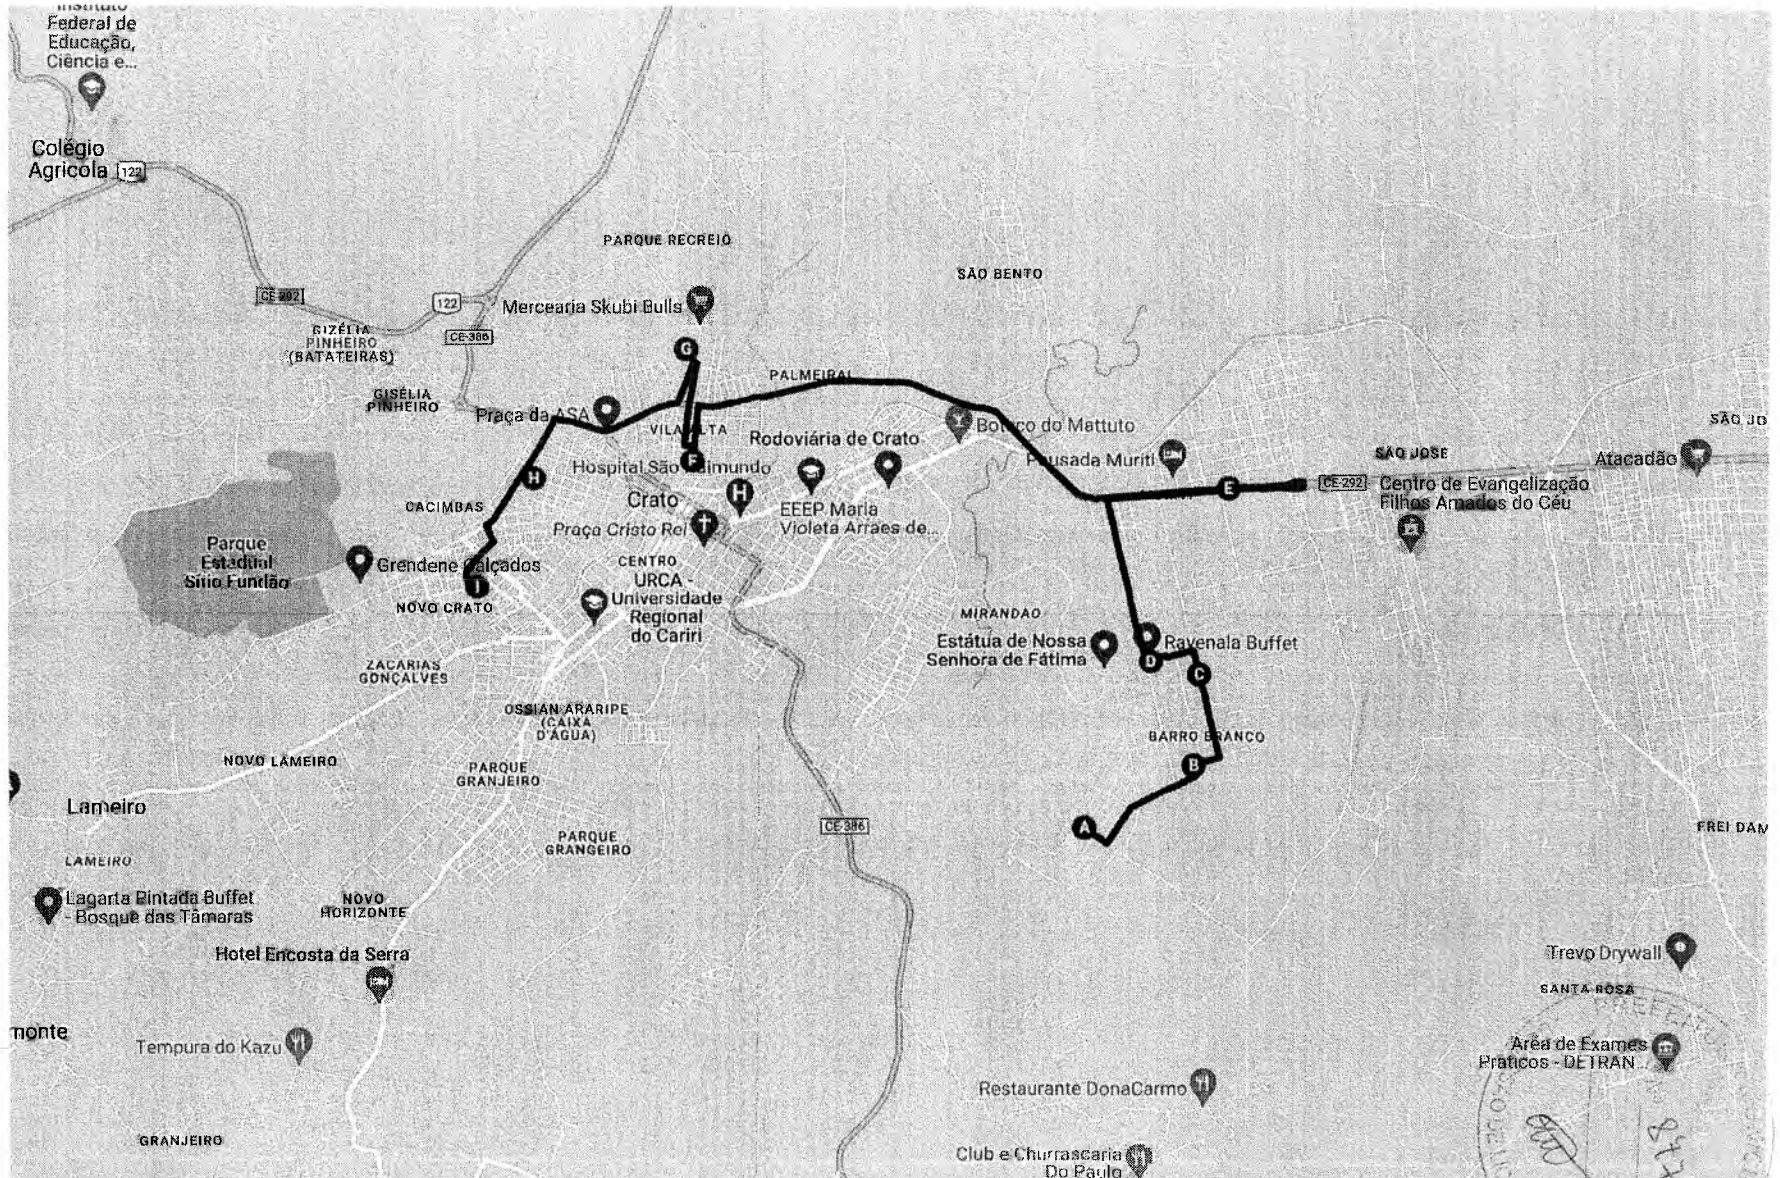 Federal de
Educação,
Ciência e...
Colégio
Agrícola
122
CE-292
122
CE-386
GIZÉLIA
PINHEIRO
(BATATEIRAS)
GISÉLIA
PINHEIRO
PARQUE RECREIO
Mercearia Skubi Bulls
SÃO BENTO
G
PALMEIRAL
Praça da ASA
VILA ALTA
Boteco do Mattuto
Rodoviária de Crato
F
Hospital São Raimundo
H
Pousada Muriti
SÃO JOSÉ
SÃO JO
Atacadão
E
CE-292
Centro de Evangelização
Filhos Amados do Céu
CACIMBAS
Crato
H
EEEP Maria
Violeta Arraes de...
Praça Cristo Rei
Parque
Estadual
Sítio Fundão
Grendene Calçados
I
NOVO CRATO
CENTRO
URCA -
Universidade
Regional
do Cariri
MIRANDÃO
Estátua de Nossa
Senhora de Fátima
Ravenala Buffet
D
C
ZACARIAS
GONÇALVES
OSSIAN ARARIPE
(CAIXA
D'ÁGUA)
BARRO BRANCO
B
NOVO LAMEIRO
PARQUE
GRANJEIRO
Lameiro
A
CE-386
PARQUE
GRANGEIRO
FREI DAM
LAMEIRO
Lagarta Pintada Buffet
- Bosque das Tâmaras
NOVO
HORIZONTE
Hotel Encosta da Serra
Trevo Drywall
SANTA ROSA
monte
Tempura do Kazu
Área de Exames
Práticos - DETRAN...
Restaurante DonaCarmo
GRANJEIRO
Club e Churrascaria
Do Paulo